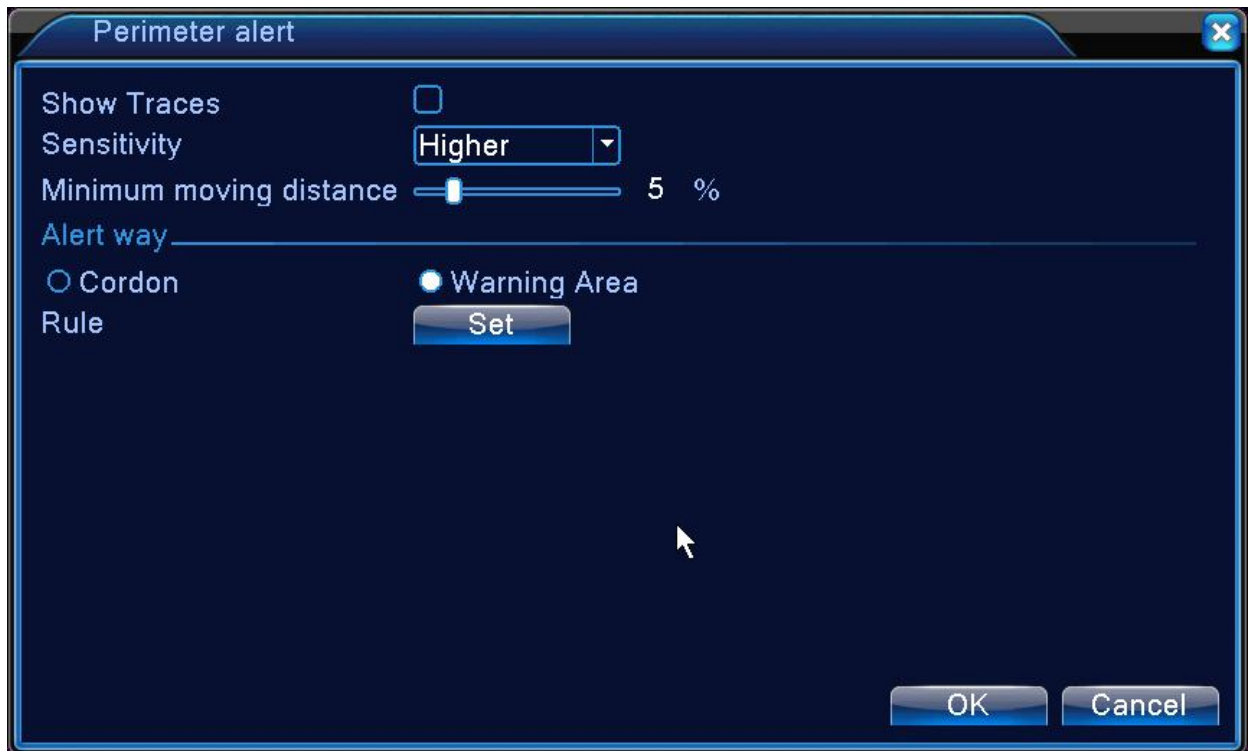 Perimeter alert
Show Traces
Sensitivity Higher
Minimum moving distance 5 %
Alert way
Cordon Warning Area
Rule Set
OK Cancel